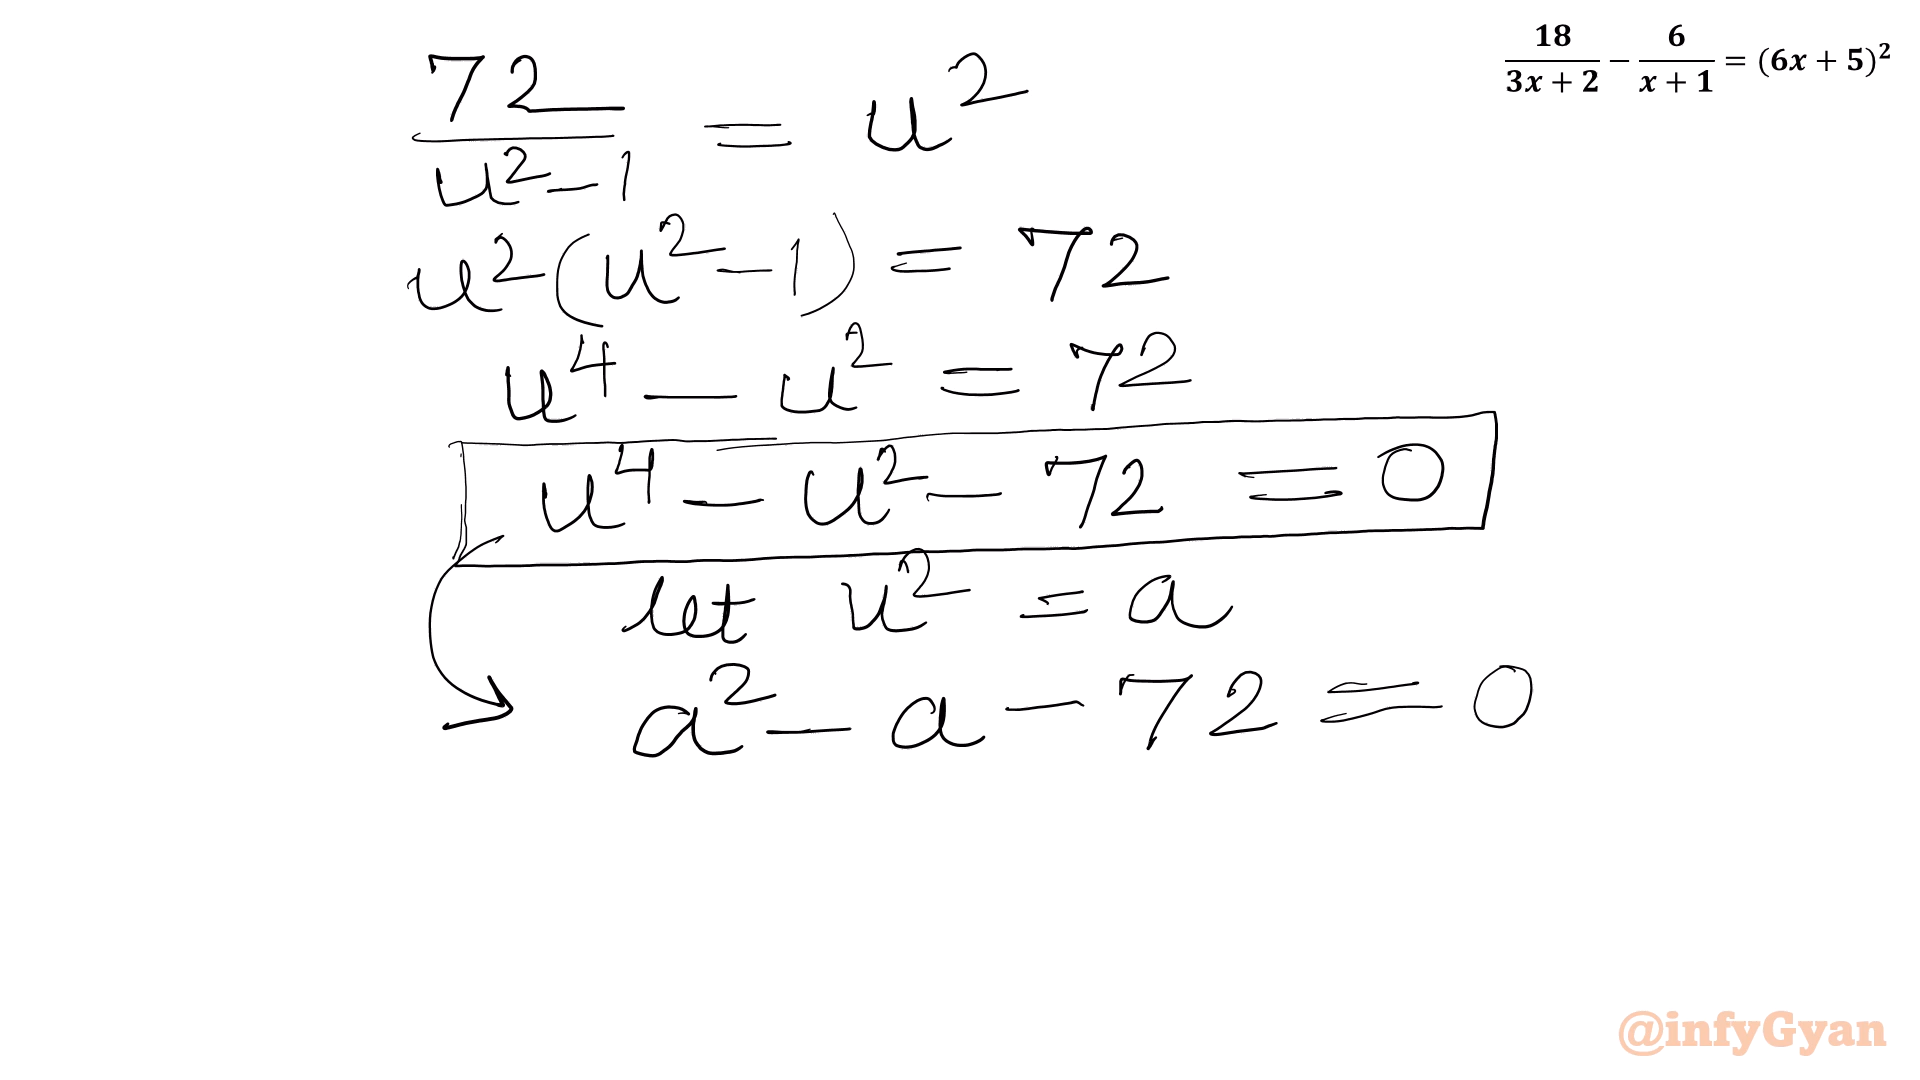 18/(3x + 2) − 6/(x + 1) = (6x + 5)²
72/(u² − 1) = u²
u²(u² − 1) = 72
u⁴ − u² = 72
u⁴ − u² − 72 = 0
let u² = a
a² − a − 72 = 0
@infyGyan